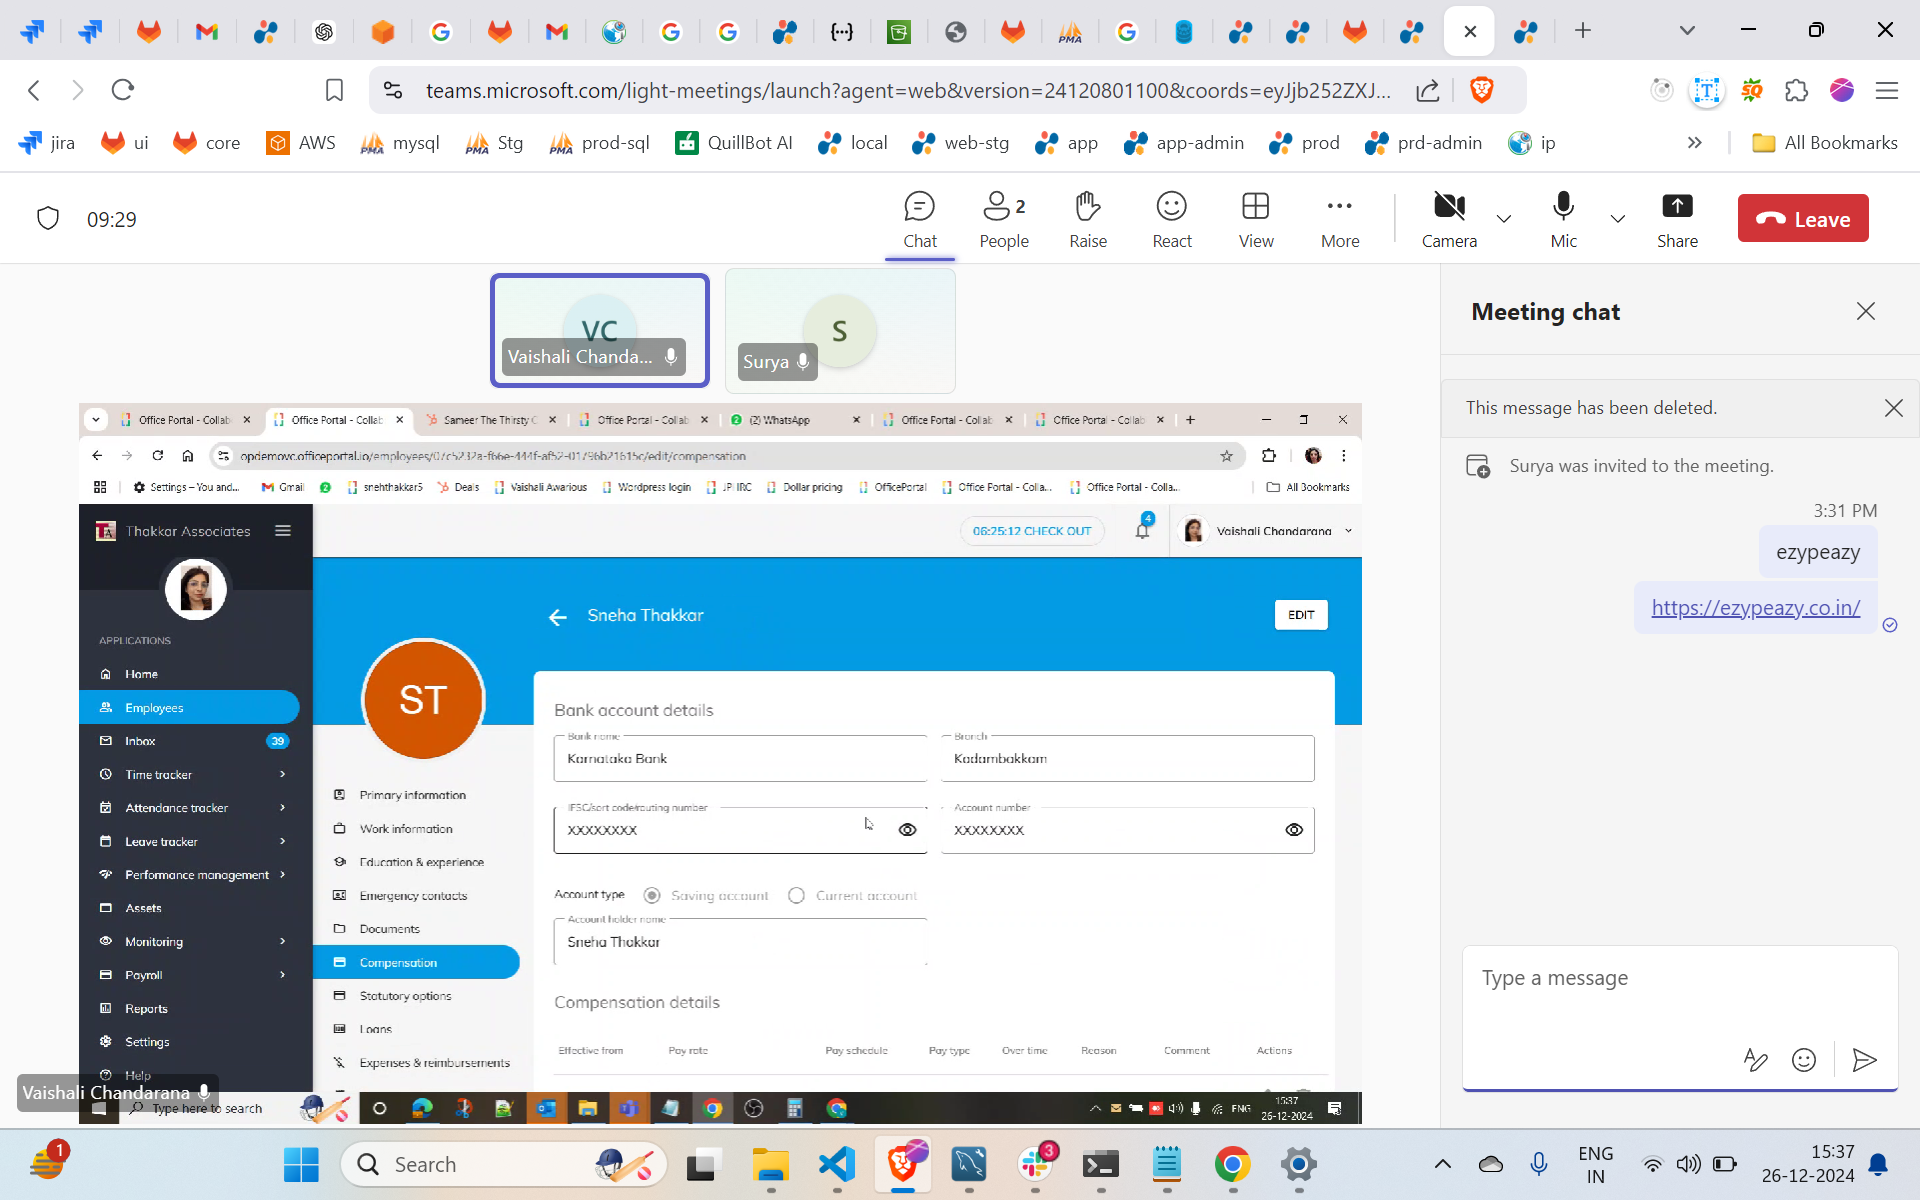 teams.microsoft.com/light-meetings/launch?agent=web&version=24120801100&coords=eyJjb252ZXJ...
jira
ui
core
AWS
mysql
Stg
prod-sql
QuillBot AI
local
web-stg
app
app-admin
prod
prd-admin
ip
All Bookmarks
09:29
Chat
2
People
Raise
React
View
More
Camera
Mic
Share
Leave
VC
Vaishali Chanda...
S
Surya
Meeting chat
This message has been deleted.
Surya was invited to the meeting.
3:31 PM
ezypeazy
https://ezypeazy.co.in/
Type a message
Office Portal - Collab
Office Portal - Collab
Sameer The Thirsty C
Office Portal - Collab
(2) WhatsApp
Office Portal - Collab
Office Portal - Collab
opdemovc.officeportal.io/employees/07c5232a-f66e-444f-af52-01796b21615c/edit/compensation
Settings – You and...
Gmail
snehthakkar5
Deals
Vaishali Awarious
Wordpress login
JPI IRC
Dollar pricing
OfficePortal
Office Portal - Colla...
Office Portal - Colla...
All Bookmarks
Thakkar Associates
06:25:12 CHECK OUT
4
Vaishali Chandarana
APPLICATIONS
Home
Employees
Inbox
39
Time tracker
Attendance tracker
Leave tracker
Performance management
Assets
Monitoring
Payroll
Reports
Settings
Help
Sneha Thakkar
EDIT
ST
Primary information
Work information
Education & experience
Emergency contacts
Documents
Compensation
Statutory options
Loans
Expenses & reimbursements
Bank account details
Bank name
Karnataka Bank
Branch
Kodambakkam
IFSC/sort code/routing number
XXXXXXXX
Account number
XXXXXXXX
Account type
Saving account
Current account
Account holder name
Sneha Thakkar
Compensation details
Effective from
Pay rate
Pay schedule
Pay type
Over time
Reason
Comment
Actions
Vaishali Chandarana
Type here to search
ENG
15:37
26-12-2024
1
Search
3
ENG
IN
15:37
26-12-2024